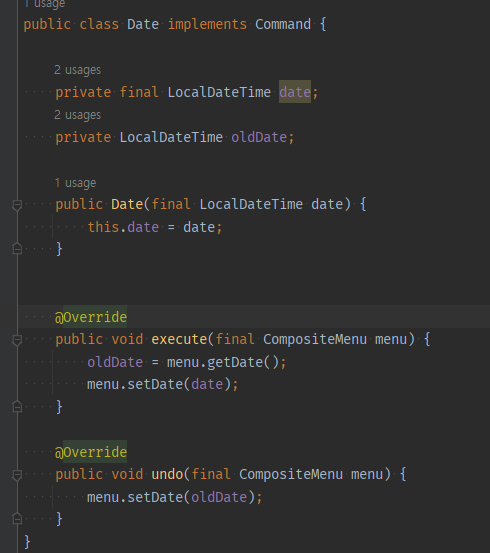 1 usage
public class Date implements Command {
2 usages
private final LocalDateTime date;
2 usages
private LocalDateTime oldDate;
1 usage
public Date(final LocalDateTime date) {
this.date = date;
}
@Override
public void execute(final CompositeMenu menu) {
oldDate = menu.getDate();
menu.setDate(date);
}
@Override
public void undo(final CompositeMenu menu) {
menu.setDate(oldDate);
}
}